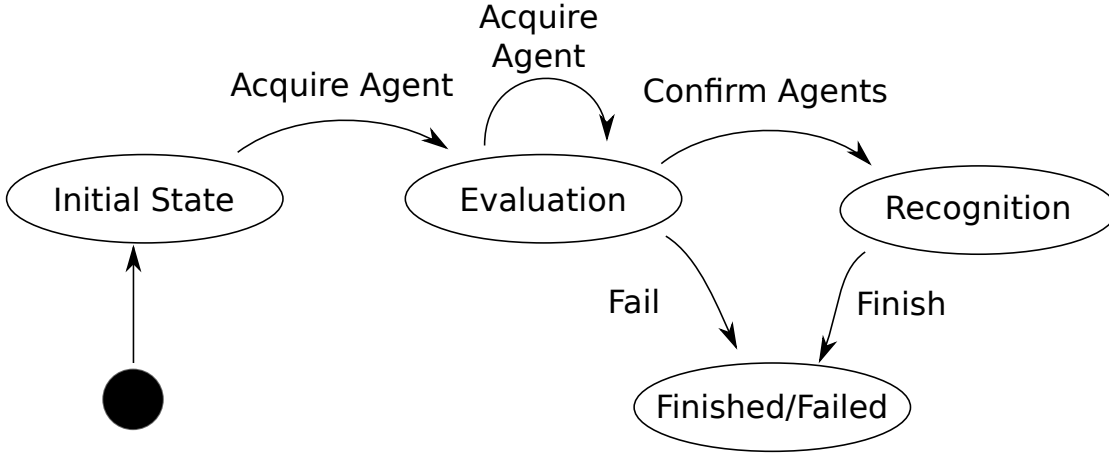 Acquire
Agent
Acquire Agent
Confirm Agents
Initial State
Evaluation
Recognition
Fail
Finish
Finished/Failed